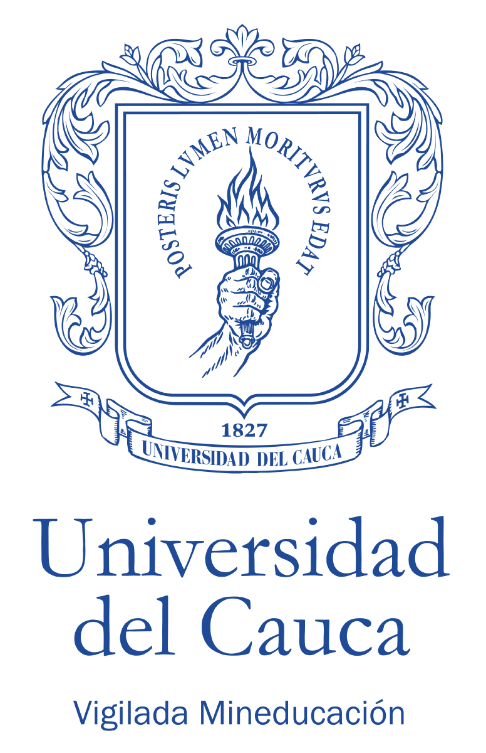 POSTERIS LVMEN MORITVRVS EDAT
1827
UNIVERSIDAD DEL CAUCA
Universidad
del Cauca
Vigilada Mineducación